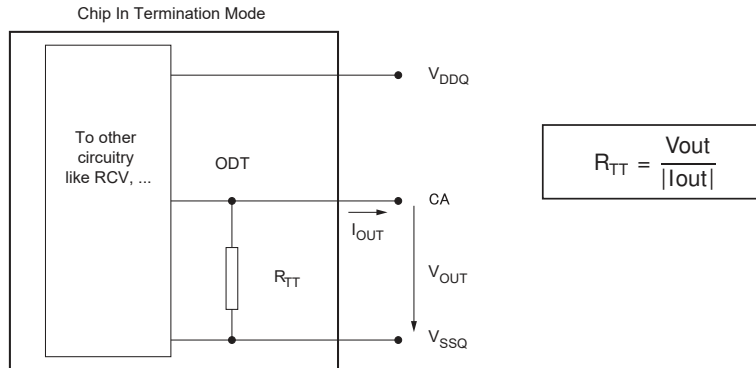 Chip In Termination Mode
To other
circuitry
like RCV, ...
ODT
R_TT
I_OUT
V_DDQ
CA
V_OUT
V_SSQ
R_TT = Vout / |Iout|